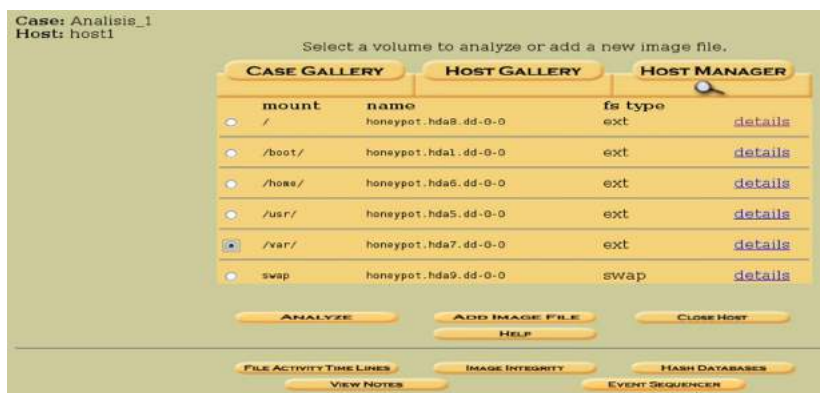 Case: Analisis_1
Host: host1
Select a volume to analyze or add a new image file.
CASE GALLERY HOST GALLERY HOST MANAGER
mount name fs type
/ honeypot.hda8.dd-0-0 ext details
/boot/ honeypot.hda1.dd-0-0 ext details
/home/ honeypot.hda6.dd-0-0 ext details
/usr/ honeypot.hda5.dd-0-0 ext details
/var/ honeypot.hda7.dd-0-0 ext details
swap honeypot.hda9.dd-0-0 swap details
ANALYZE ADD IMAGE FILE CLOSE HOST
HELP
FILE ACTIVITY TIME LINES IMAGE INTEGRITY HASH DATABASES
VIEW NOTES EVENT SEQUENCER